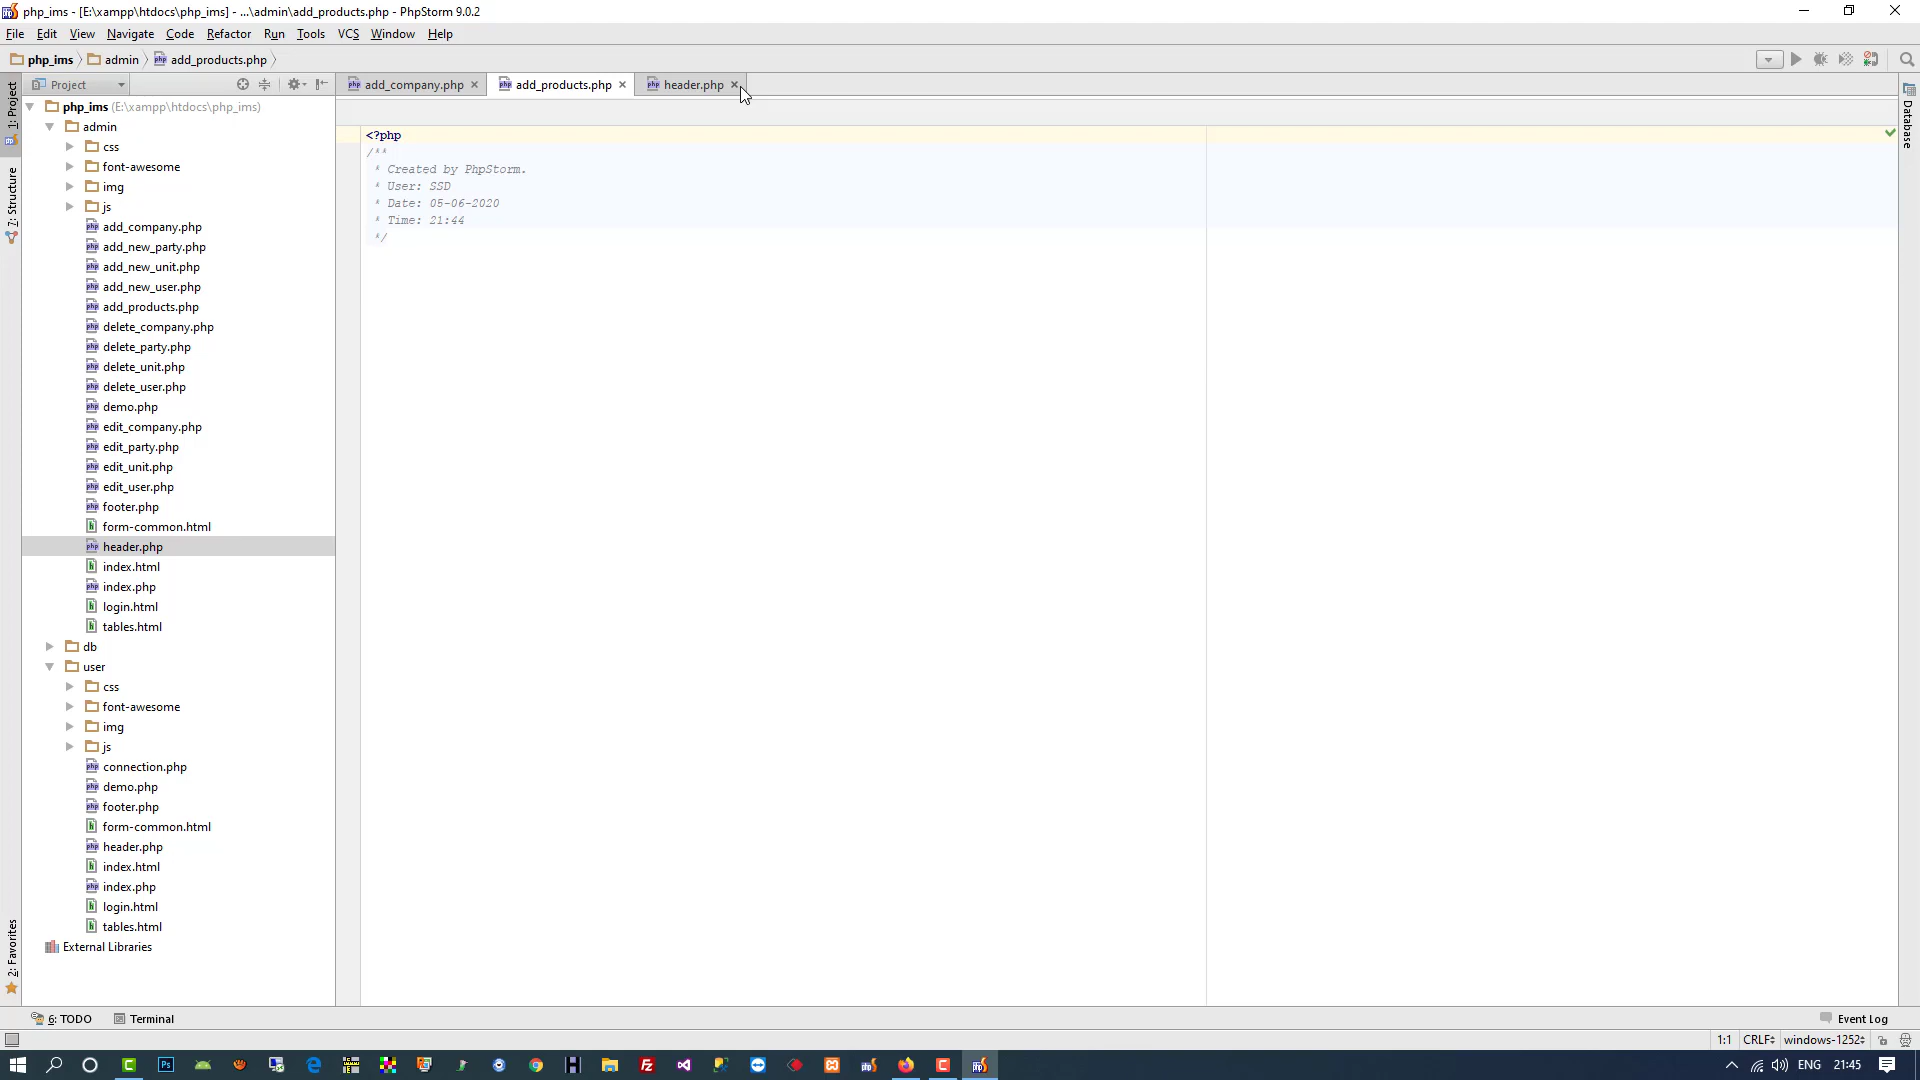 php_ims - [E:\xampp\htdocs\php_ims] - ...\admin\add_products.php - PhpStorm 9.0.2
File Edit View Navigate Code Refactor Run Tools VCS Window Help
php_ims admin add_products.php
Project
add_company.php add_products.php header.php
1: Project
7: Structure
2: Favorites
Database
php_ims (E:\xampp\htdocs\php_ims)
admin
css
font-awesome
img
js
add_company.php
add_new_party.php
add_new_unit.php
add_new_user.php
add_products.php
delete_company.php
delete_party.php
delete_unit.php
delete_user.php
demo.php
edit_company.php
edit_party.php
edit_unit.php
edit_user.php
footer.php
form-common.html
header.php
index.html
index.php
login.html
tables.html
db
user
css
font-awesome
img
js
connection.php
demo.php
footer.php
form-common.html
header.php
index.html
index.php
login.html
tables.html
External Libraries
<?php
/**
* Created by PhpStorm.
* User: SSD
* Date: 05-06-2020
* Time: 21:44
*/
6: TODO Terminal Event Log
1:1 CRLF windows-1252
ENG 21:45